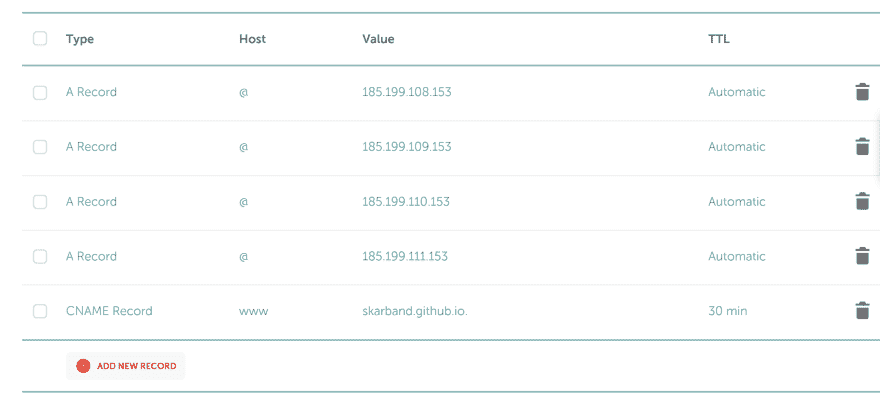 Type Host Value TTL
A Record @ 185.199.108.153 Automatic
A Record @ 185.199.109.153 Automatic
A Record @ 185.199.110.153 Automatic
A Record @ 185.199.111.153 Automatic
CNAME Record www skarband.github.io. 30 min
ADD NEW RECORD